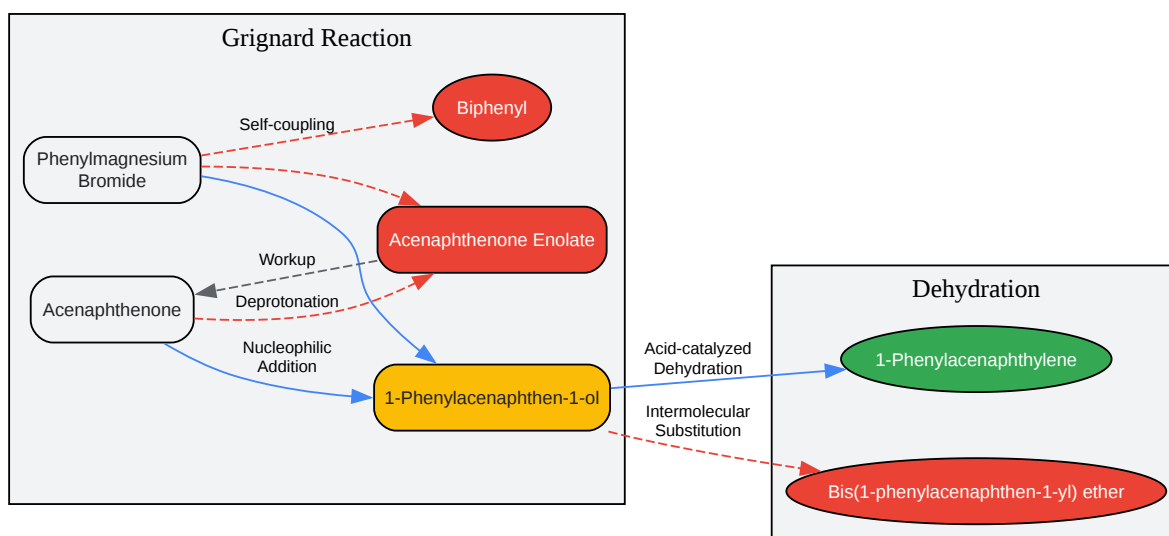 Grignard Reaction
Biphenyl
Self-coupling
Phenylmagnesium
Bromide
Acenaphthenone Enolate
Workup
Deprotonation
Acenaphthenone
Nucleophilic
Addition
1-Phenylacenaphthen-1-ol
Dehydration
Acid-catalyzed
Dehydration
1-Phenylacenaphthylene
Intermolecular
Substitution
Bis(1-phenylacenaphthen-1-yl) ether